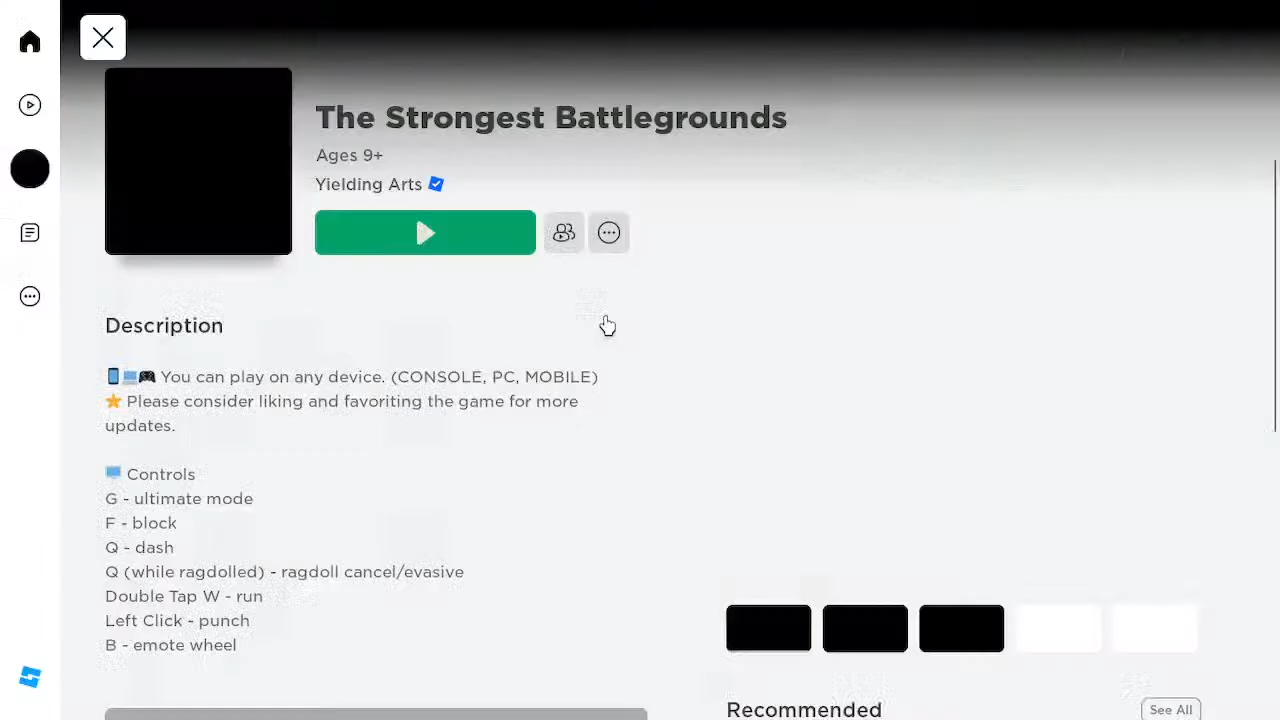 The Strongest Battlegrounds
Ages 9+
Yielding Arts
Description
You can play on any device. (CONSOLE, PC, MOBILE)
⭐ Please consider liking and favoriting the game for more
updates.
Controls
G - ultimate mode
F - block
Q - dash
Q (while ragdolled) - ragdoll cancel/evasive
Double Tap W - run
Left Click - punch
B - emote wheel
Recommended
See All